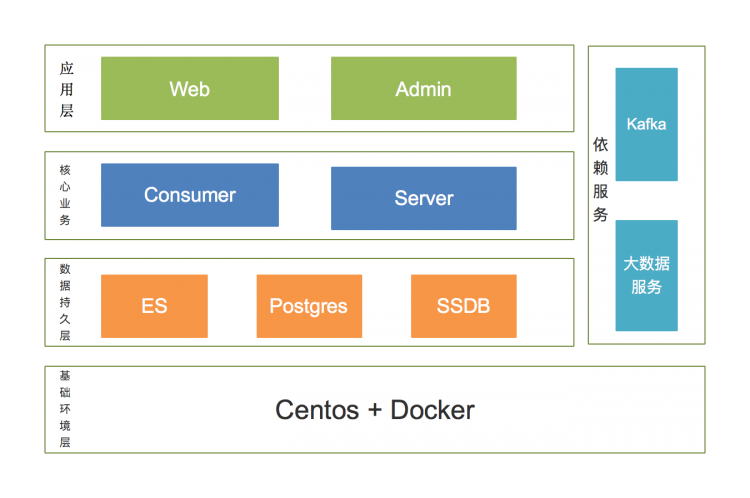 应用层
Web
Admin
核心业务
Consumer
Server
数据持久层
ES
Postgres
SSDB
依赖服务
Kafka
大数据
服务
基础环境层
Centos + Docker